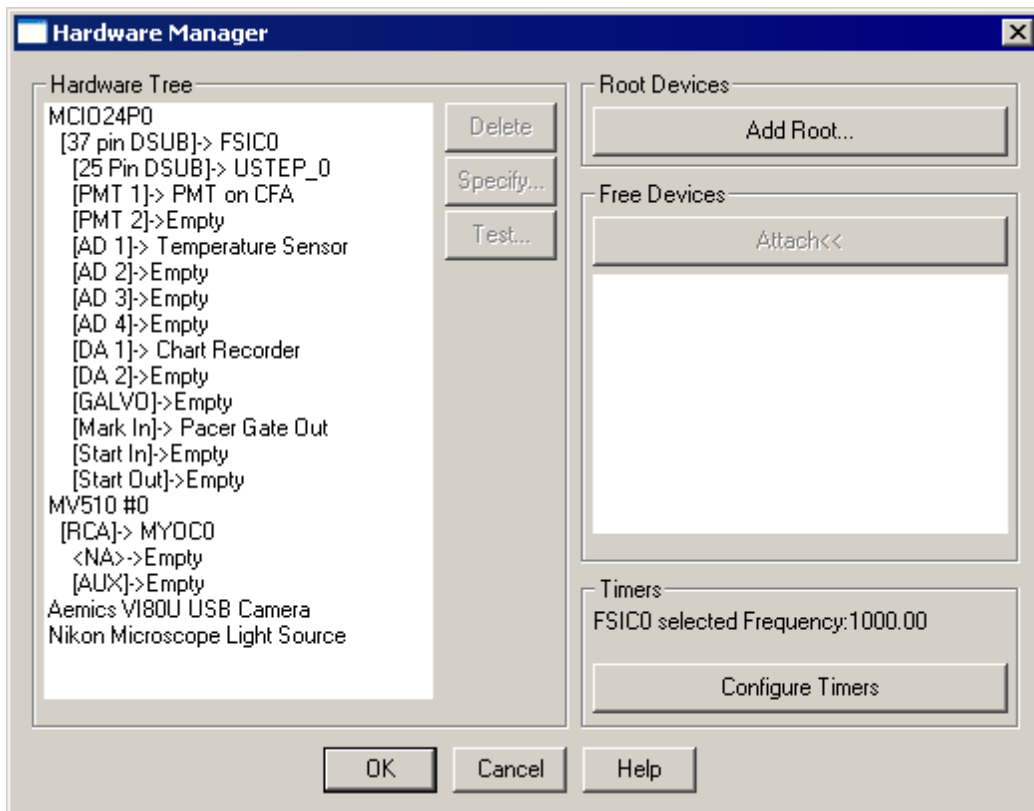 Hardware Manager
Hardware Tree
MCIO24P0
[37 pin DSUB]-> FSIC0
[25 Pin DSUB]-> USTEP_0
[PMT 1]-> PMT on CFA
[PMT 2]->Empty
[AD 1]-> Temperature Sensor
[AD 2]->Empty
[AD 3]->Empty
[AD 4]->Empty
[DA 1]-> Chart Recorder
[DA 2]->Empty
[GALVO]->Empty
[Mark In]-> Pacer Gate Out
[Start In]->Empty
[Start Out]->Empty
MV510 #0
[RCA]-> MYOC0
<NA>->Empty
[AUX]->Empty
Aemics V180U USB Camera
Nikon Microscope Light Source
Delete
Specify...
Test...
Root Devices
Add Root...
Free Devices
Attach<<
Timers
FSIC0 selected Frequency:1000.00
Configure Timers
OK
Cancel
Help